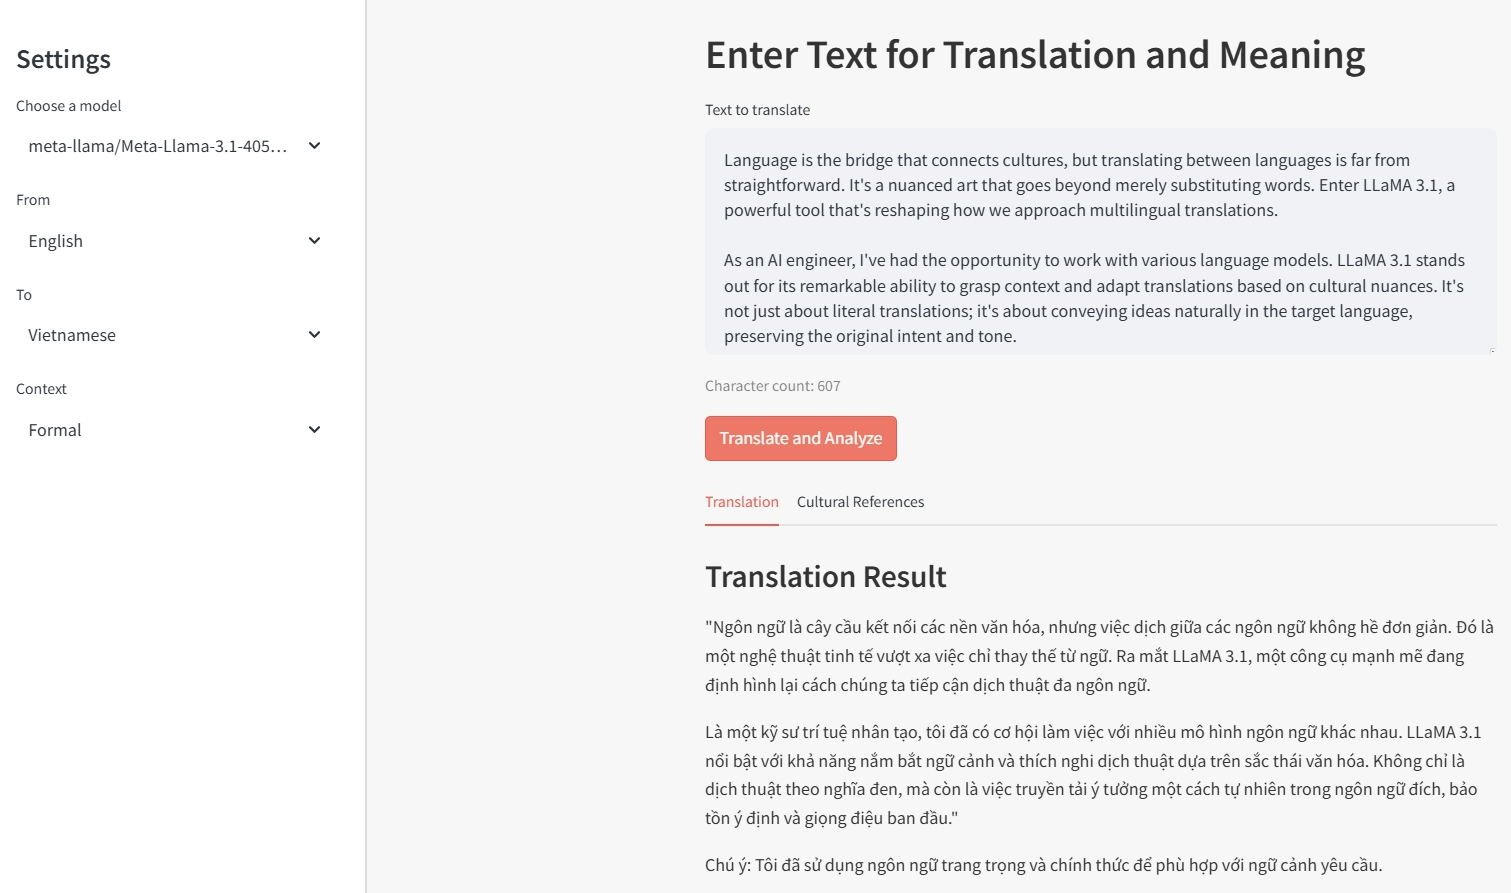 Settings
Choose a model
meta-llama/Meta-Llama-3.1-405...
From
English
To
Vietnamese
Context
Formal
Enter Text for Translation and Meaning
Text to translate
Language is the bridge that connects cultures, but translating between languages is far from
straightforward. It's a nuanced art that goes beyond merely substituting words. Enter LLaMA 3.1, a
powerful tool that's reshaping how we approach multilingual translations.
As an AI engineer, I've had the opportunity to work with various language models. LLaMA 3.1 stands
out for its remarkable ability to grasp context and adapt translations based on cultural nuances. It's
not just about literal translations; it's about conveying ideas naturally in the target language,
preserving the original intent and tone.
Character count: 607
Translate and Analyze
Translation Cultural References
Translation Result
"Ngôn ngữ là cây cầu kết nối các nền văn hóa, nhưng việc dịch giữa các ngôn ngữ không hề đơn giản. Đó là
một nghệ thuật tinh tế vượt xa việc chỉ thay thế từ ngữ. Ra mắt LLaMA 3.1, một công cụ mạnh mẽ đang
định hình lại cách chúng ta tiếp cận dịch thuật đa ngôn ngữ.
Là một kỹ sư trí tuệ nhân tạo, tôi đã có cơ hội làm việc với nhiều mô hình ngôn ngữ khác nhau. LLaMA 3.1
nổi bật với khả năng nắm bắt ngữ cảnh và thích nghi dịch thuật dựa trên sắc thái văn hóa. Không chỉ là
dịch thuật theo nghĩa đen, mà còn là việc truyền tải ý tưởng một cách tự nhiên trong ngôn ngữ đích, bảo
tồn ý định và giọng điệu ban đầu."
Chú ý: Tôi đã sử dụng ngôn ngữ trang trọng và chính thức để phù hợp với ngữ cảnh yêu cầu.